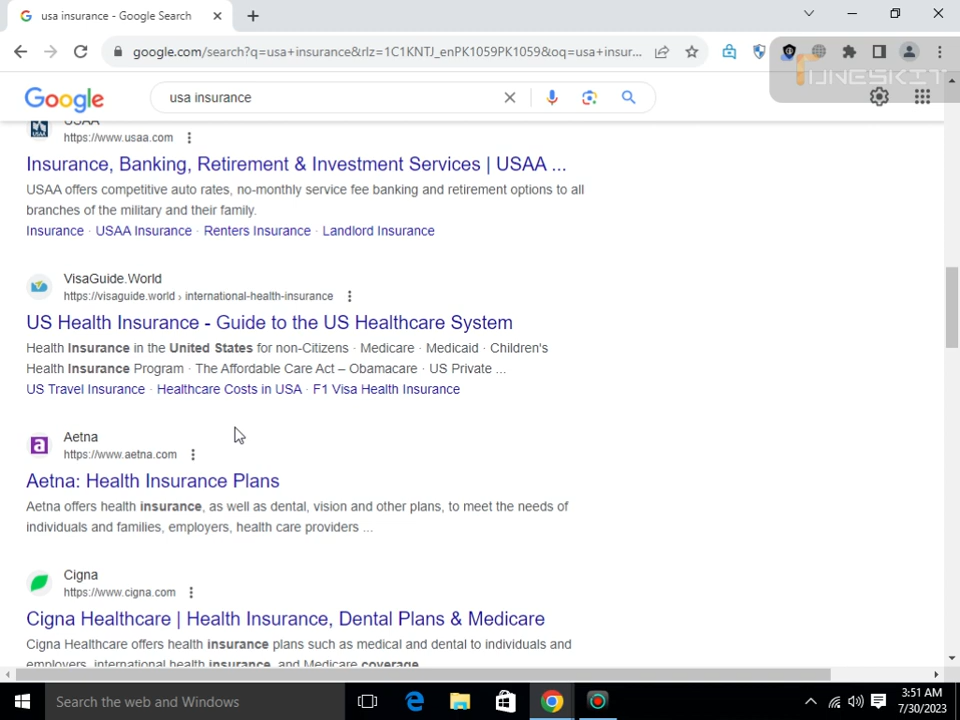 usa insurance - Google Search
google.com/search?q=usa+insurance&rlz=1C1KNTJ_enPK1059PK1059&oq=usa+insur...
TUNESKIT
Google
usa insurance
USAA
https://www.usaa.com
Insurance, Banking, Retirement & Investment Services | USAA ...
USAA offers competitive auto rates, no-monthly service fee banking and retirement options to all
branches of the military and their family.
Insurance · USAA Insurance · Renters Insurance · Landlord Insurance
VisaGuide.World
https://visaguide.world › international-health-insurance
US Health Insurance - Guide to the US Healthcare System
Health Insurance in the United States for non-Citizens · Medicare · Medicaid · Children's
Health Insurance Program · The Affordable Care Act – Obamacare · US Private ...
US Travel Insurance · Healthcare Costs in USA · F1 Visa Health Insurance
a
Aetna
https://www.aetna.com
Aetna: Health Insurance Plans
Aetna offers health insurance, as well as dental, vision and other plans, to meet the needs of
individuals and families, employers, health care providers ...
Cigna
https://www.cigna.com
Cigna Healthcare | Health Insurance, Dental Plans & Medicare
Cigna Healthcare offers health insurance plans such as medical and dental to individuals and
employers, international health insurance, and Medicare coverage.
Search the web and Windows
3:51 AM
7/30/2023